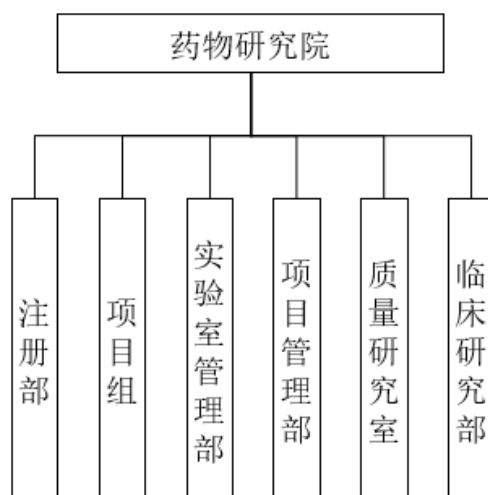 药物研究院
注册部
项目组
实验室管理部
项目管理部
质量研究室
临床研究部